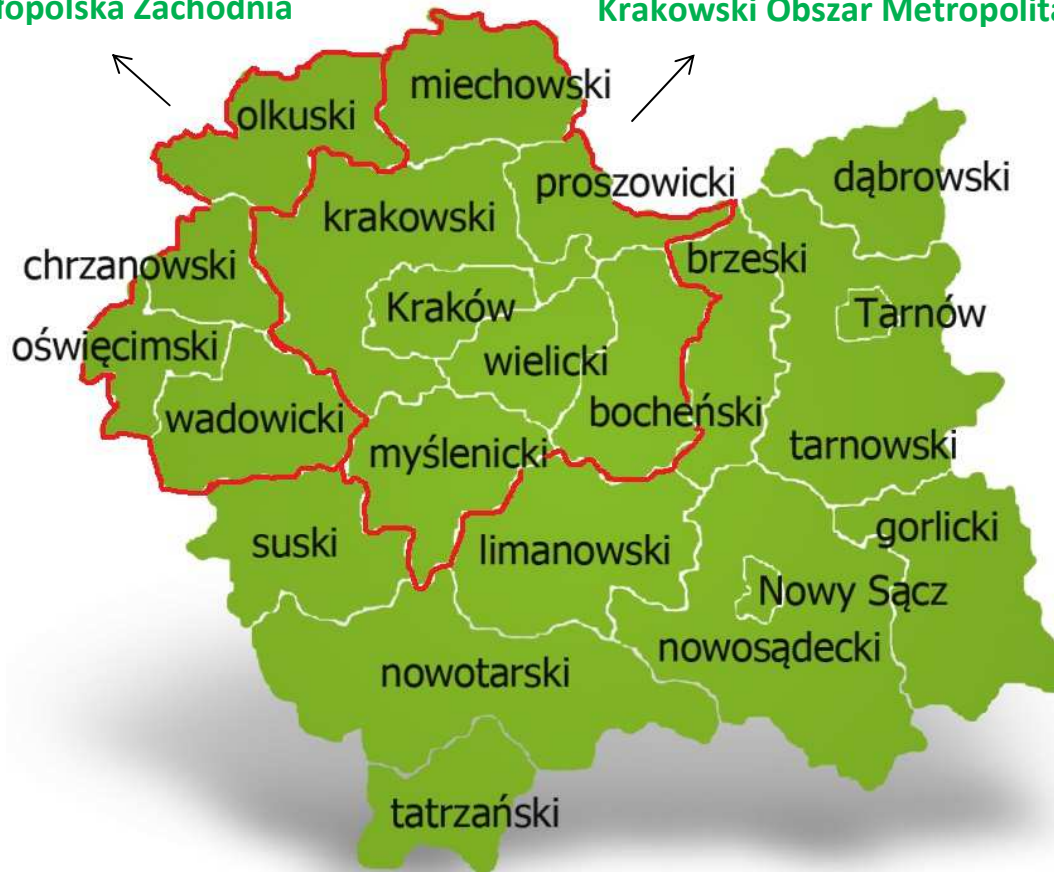 fopolska Zachodnia
Krakowski Obszar Metropolita
miechowski
olkuski
proszowicki
dąbrowski
krakowski
chrzanowski
brzeski
Kraków
Tarnów
oświęcimski
wielicki
wadowicki
bocheński
myślenicki
tarnowski
suski
limanowski
gorlicki
Nowy Sącz
nowosądecki
nowotarski
tatrzański